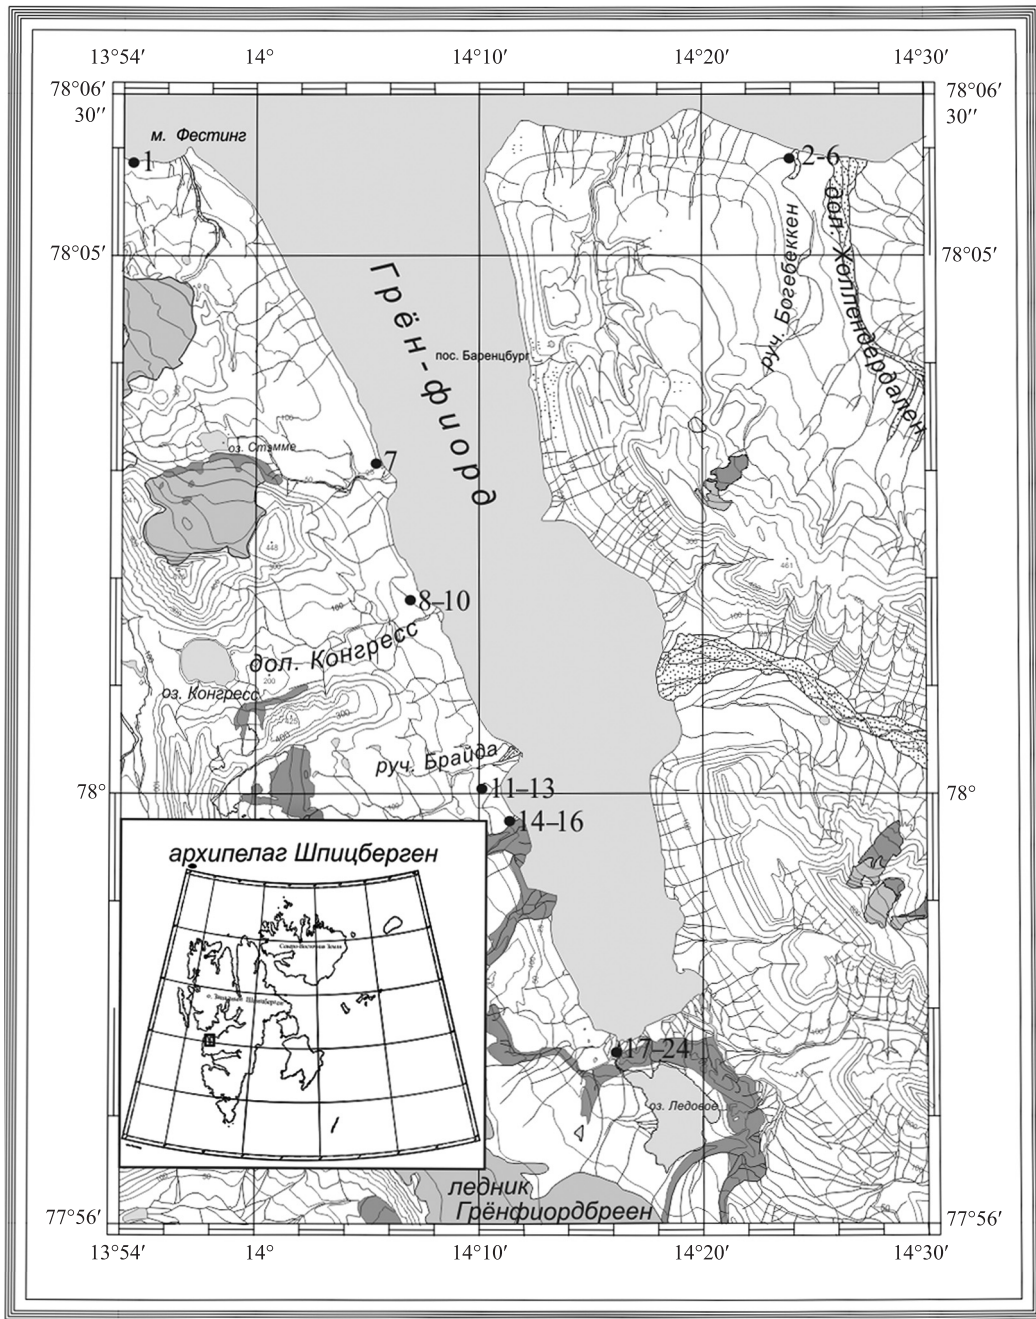 13°54′ 14° 14°10′ 14°20′ 14°30′
78°06′
30′′
78°06′
30′′
м. Фестинг
1
2-6
78°05′
78°05′
дол. Холлендердален
руч. Богебеккен
Грён-фиорд
пос. Баренцбург
оз. Стэмме
7
448
461
8–10
дол. Конгресс
оз. Конгресс
руч. Брайда
11–13
78°
78°
14–16
архипелаг Шпицберген
17–24
оз. Ледовое
ледник
Грёнфиордбреен
77°56′
77°56′
13°54′ 14° 14°10′ 14°20′ 14°30′